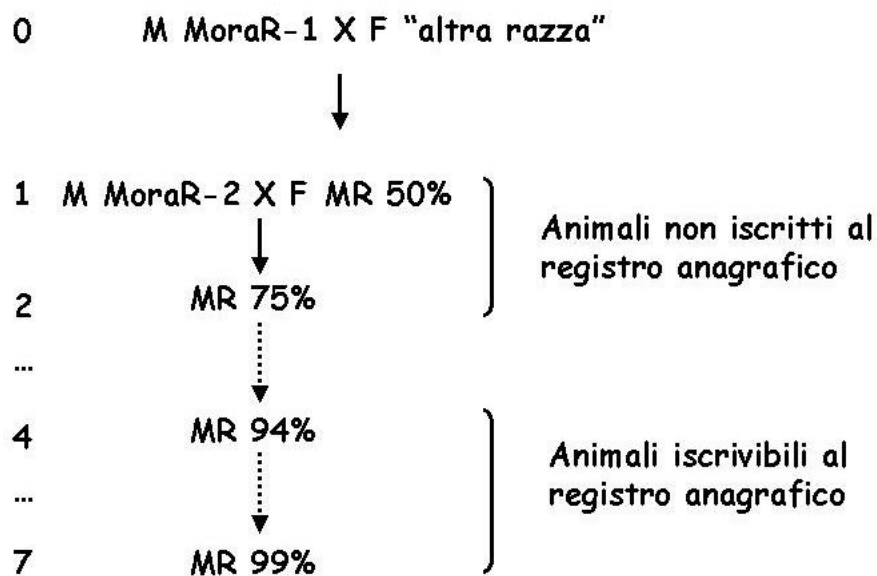 0 M MoraR-1 X F “altra razza”
1 M MoraR-2 X F MR 50%
Animali non iscritti al
registro anagrafico
2 MR 75%
...
4 MR 94%
Animali iscrivibili al
registro anagrafico
...
7 MR 99%